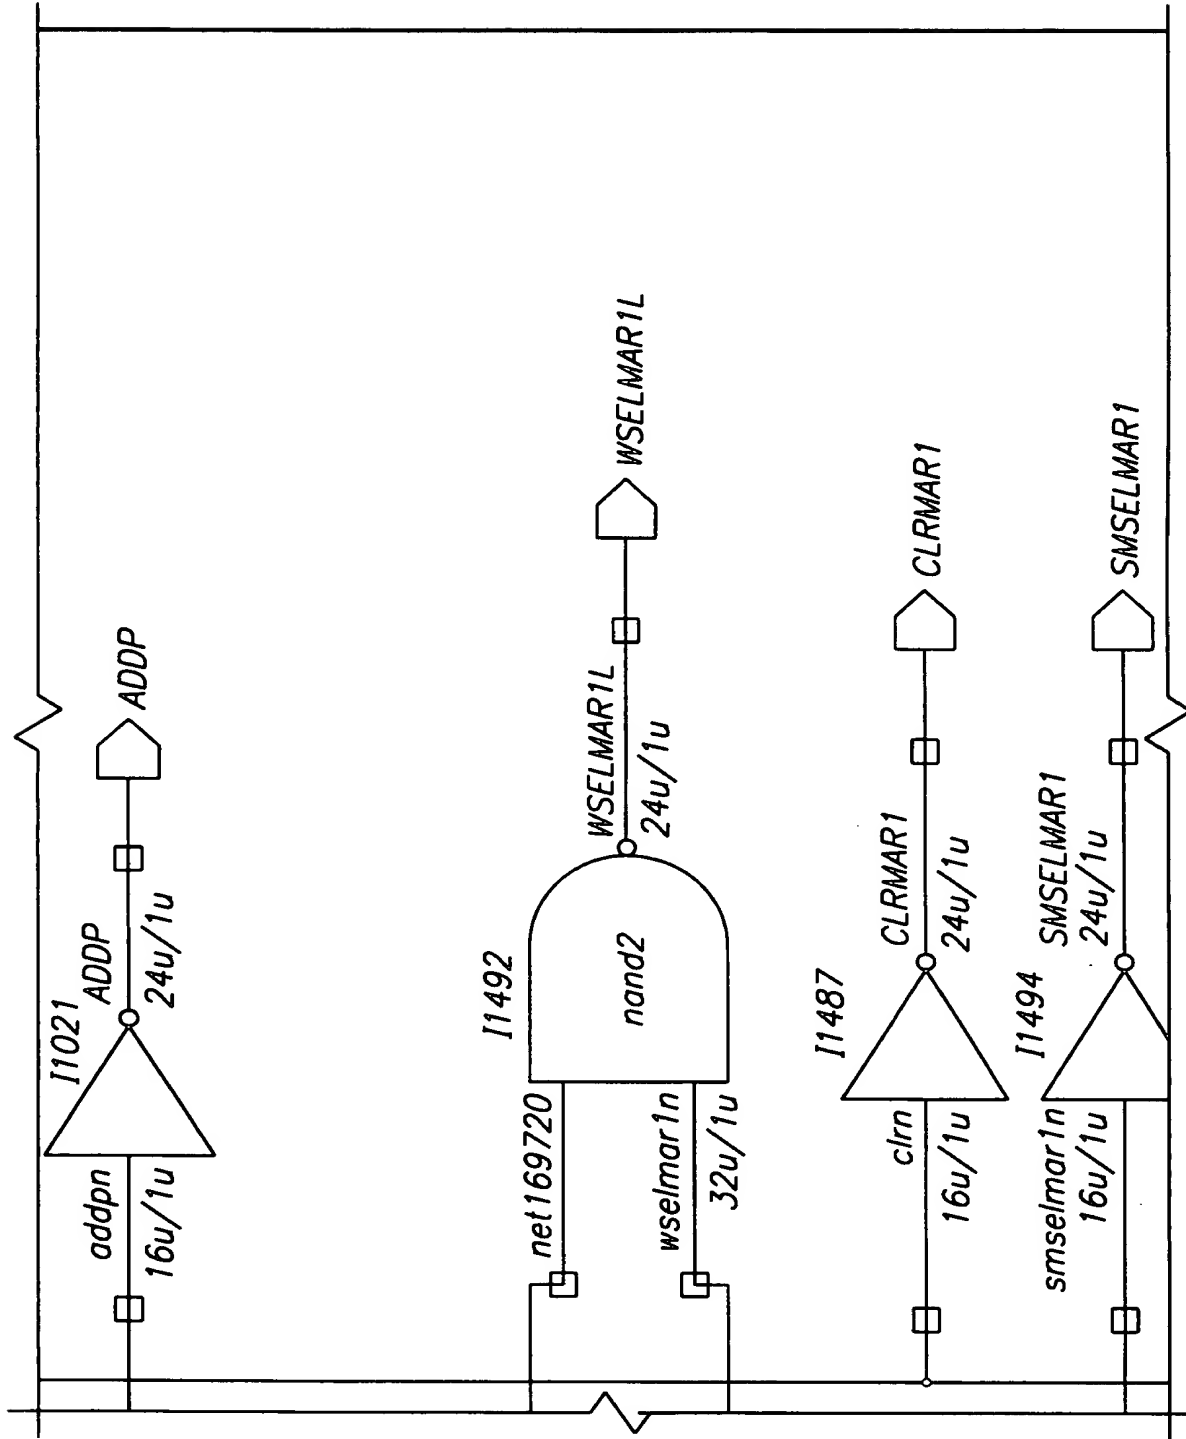 I1021
addpn
16u/1u
ADDP
24u/1u
ADDP
I1492
net169720
wselmar1n
32u/1u
nand2
WSELMAR1L
24u/1u
WSELMAR1L
I1487
clrn
16u/1u
CLRMAR1
24u/1u
CLRMAR1
I1494
smselmar1n
16u/1u
SMSELMAR1
24u/1u
SMSELMAR1